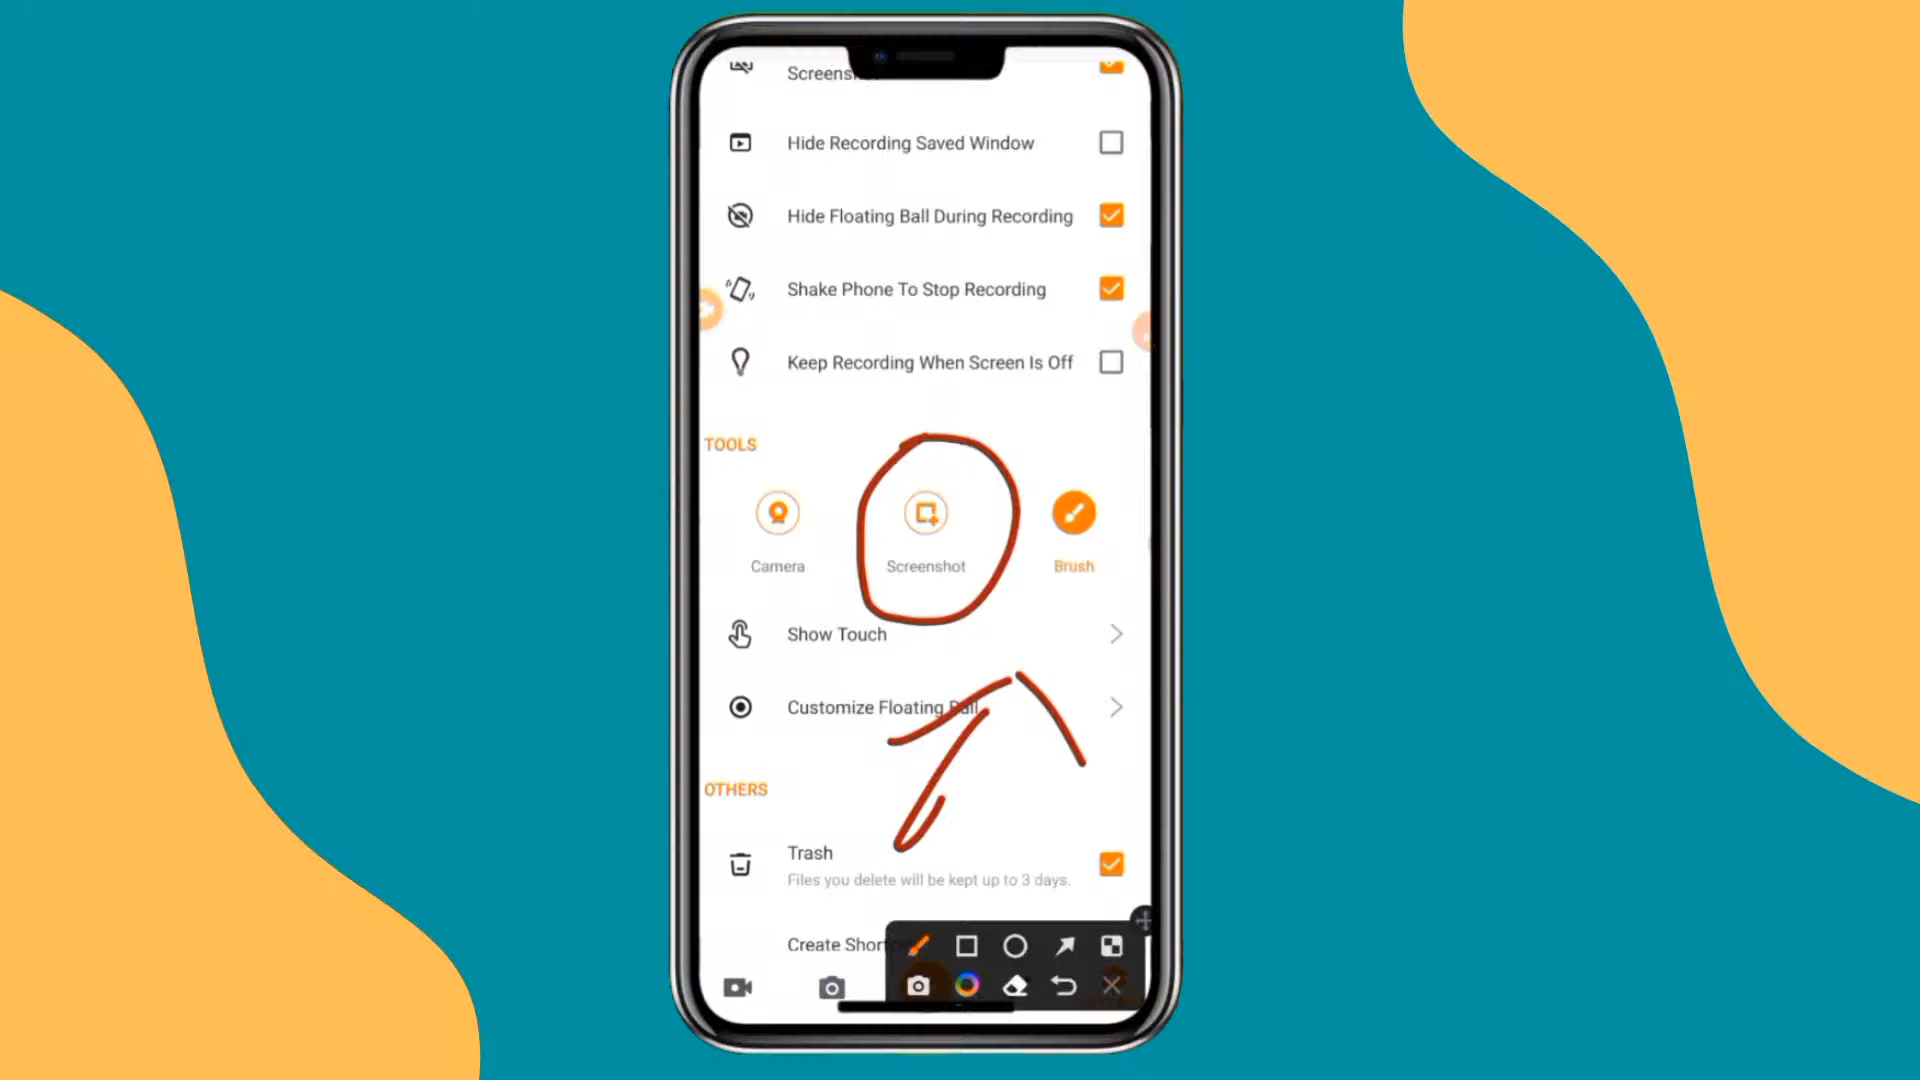 Hide Recording Saved Window
Hide Floating Ball During Recording
Shake Phone To Stop Recording
Keep Recording When Screen Is Off
TOOLS
Camera
Screenshot
Brush
Show Touch
Customize Floating Ball
OTHERS
Trash
Files you delete will be kept up to 3 days.
Create